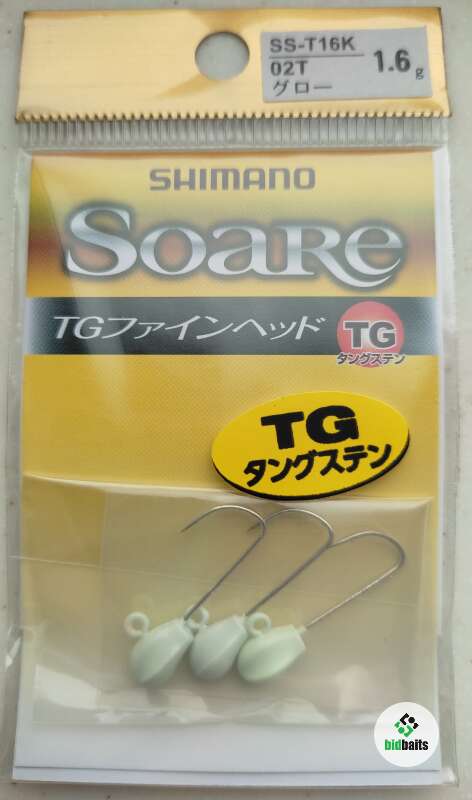 SS-T16K
02T
グロー
1.6g
SHIMANO
SoaRe
TGファインヘッド
TG
タングステン
TG
タングステン
bidbaits